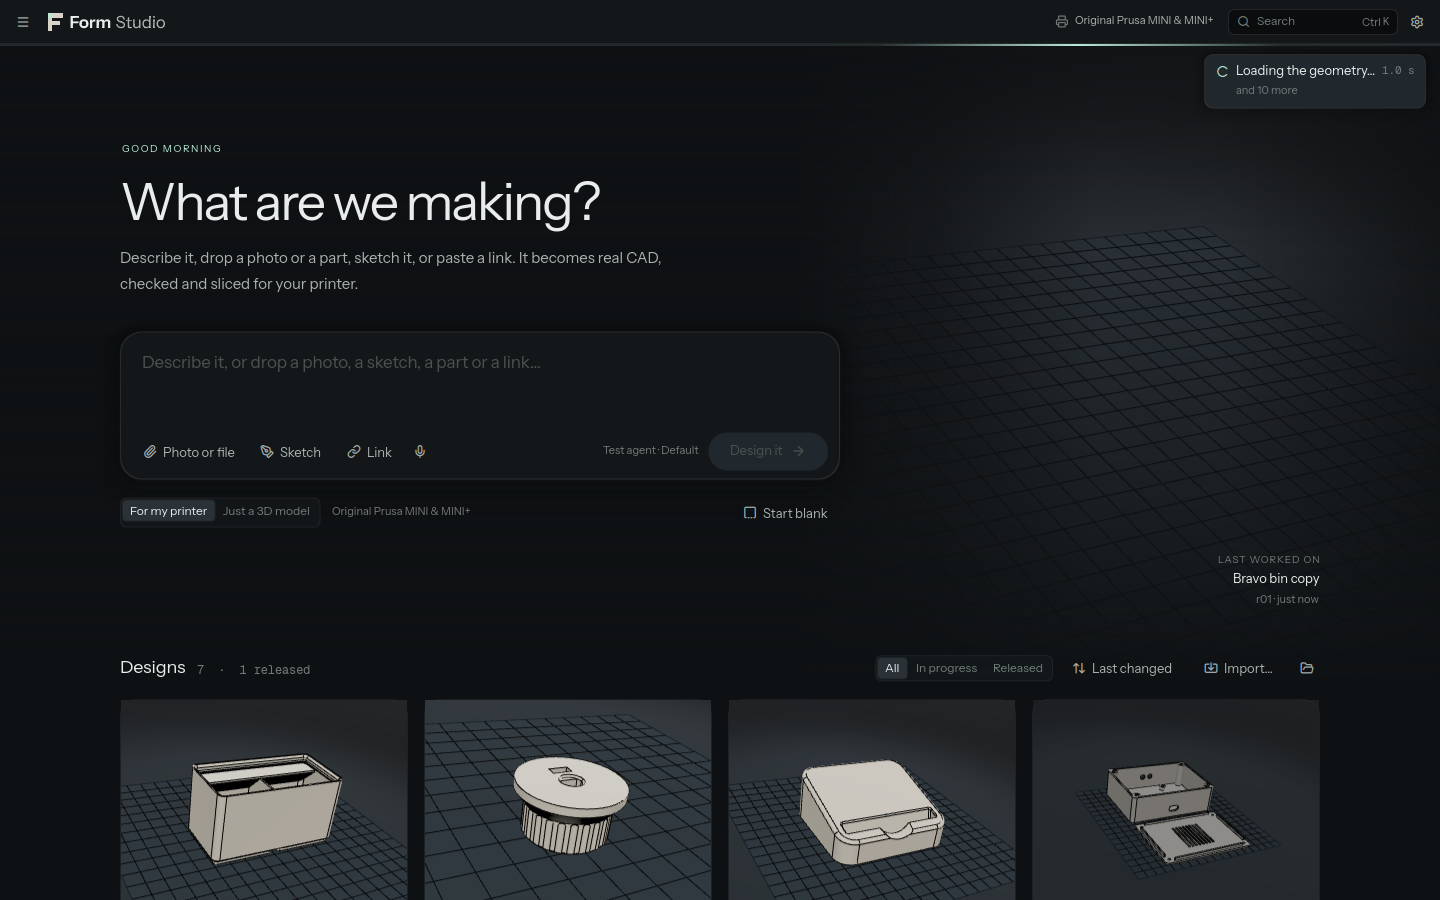 Form Studio
Original Prusa MINI & MINI+
Search
Ctrl K
Loading the geometry... 1.0 s
and 10 more
GOOD MORNING
What are we making?
Describe it, drop a photo or a part, sketch it, or paste a link. It becomes real CAD,
checked and sliced for your printer.
Describe it, or drop a photo, a sketch, a part or a link...
Photo or file
Sketch
Link
Test agent · Default
Design it
For my printer
Just a 3D model
Original Prusa MINI & MINI+
Start blank
LAST WORKED ON
Bravo bin copy
r01 · just now
Designs 7 · 1 released
All
In progress
Released
Last changed
Import...